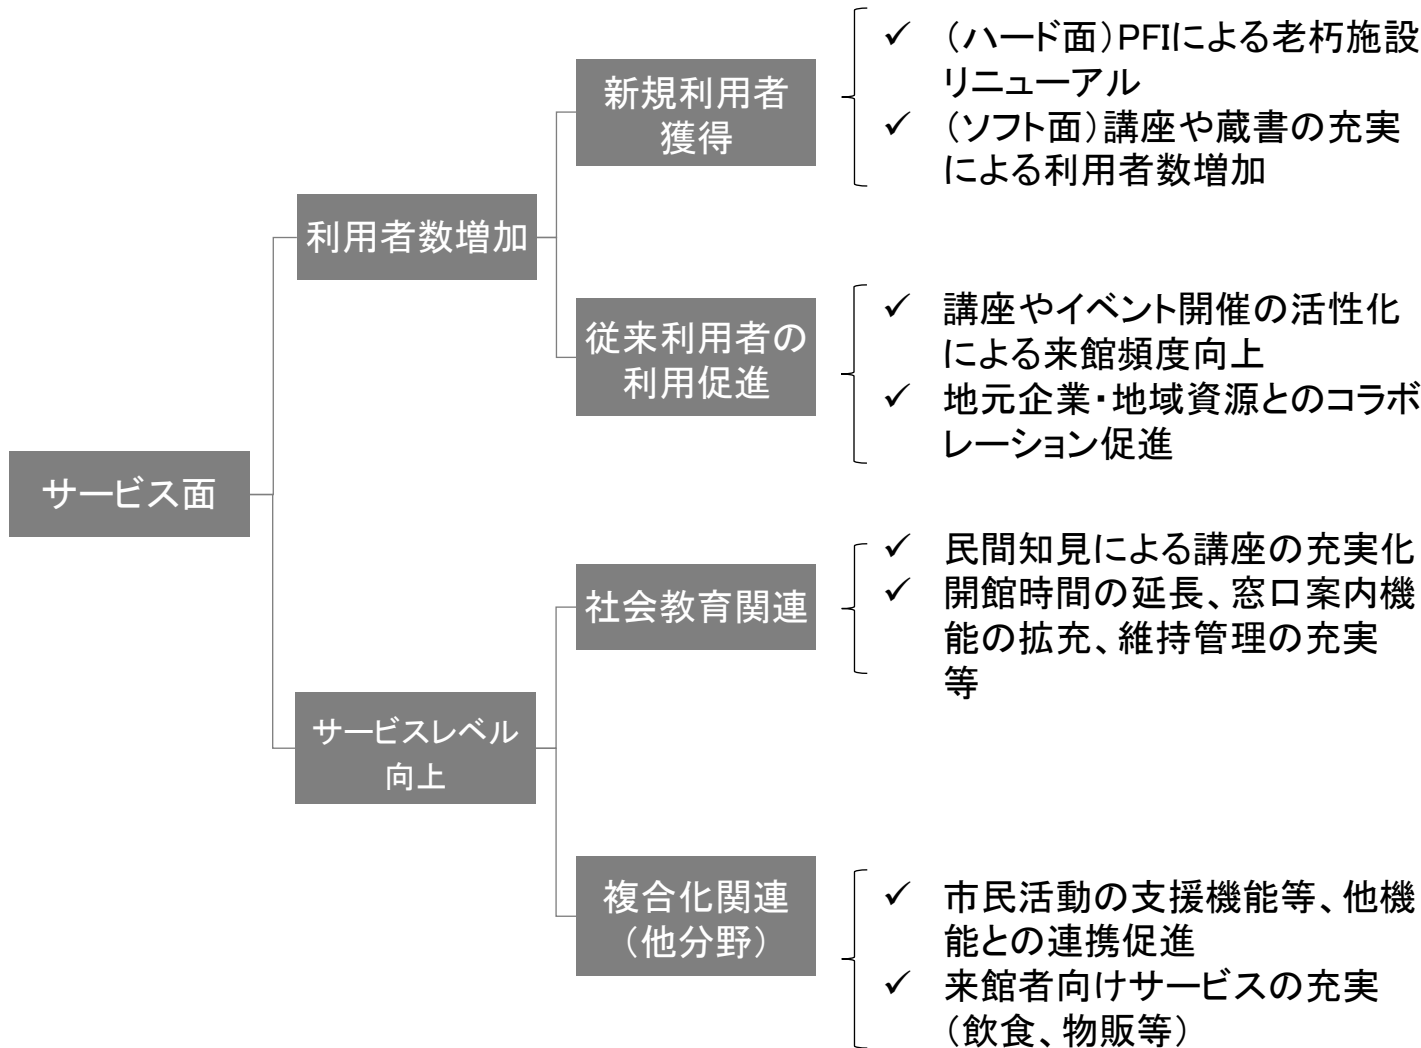 サービス面
利用者数増加
新規利用者
獲得
✓ （ハード面）PFIによる老朽施設
リニューアル
✓ （ソフト面）講座や蔵書の充実
による利用者数増加
従来利用者の
利用促進
✓ 講座やイベント開催の活性化
による来館頻度向上
✓ 地元企業・地域資源とのコラボ
レーション促進
サービスレベル
向上
社会教育関連
✓ 民間知見による講座の充実化
✓ 開館時間の延長、窓口案内機
能の拡充、維持管理の充実
等
複合化関連
（他分野）
✓ 市民活動の支援機能等、他機
能との連携促進
✓ 来館者向けサービスの充実
（飲食、物販等）